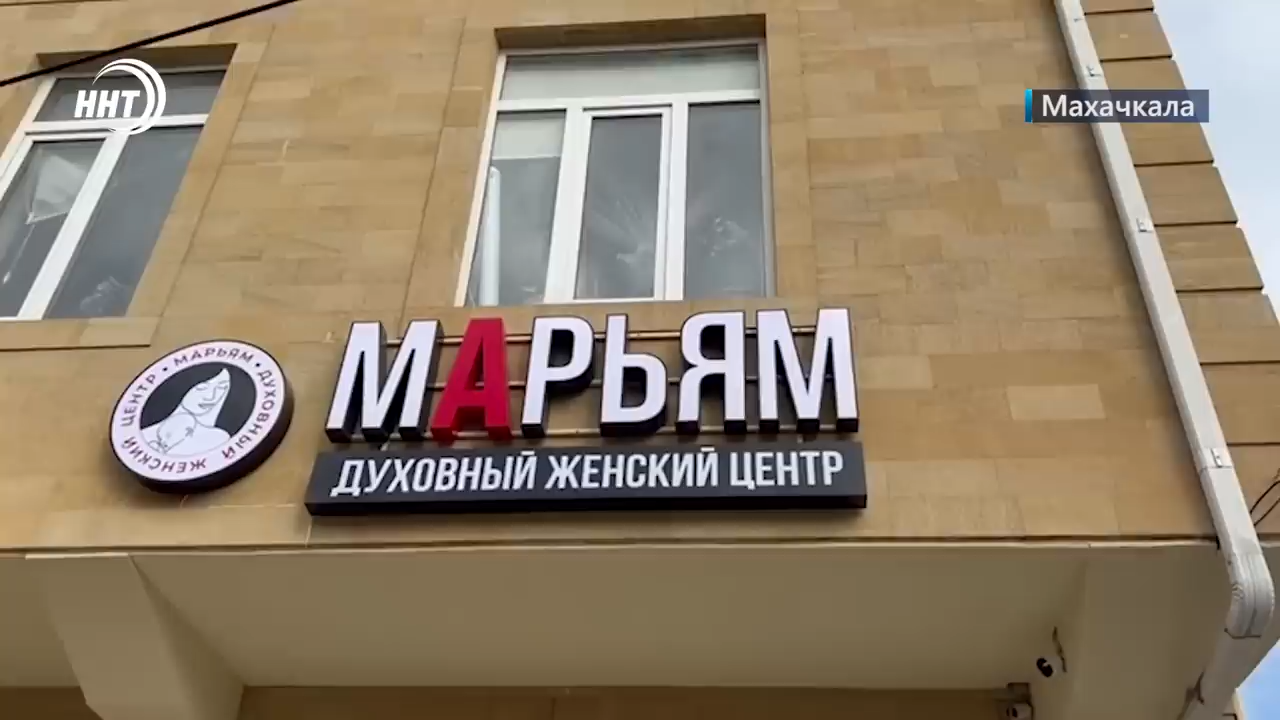 ННТ
Махачкала
МАРЬЯМ
ДУХОВНЫЙ ЖЕНСКИЙ ЦЕНТР
• МАРЬЯМ • ДУХОВНЫЙ ЖЕНСКИЙ ЦЕНТР